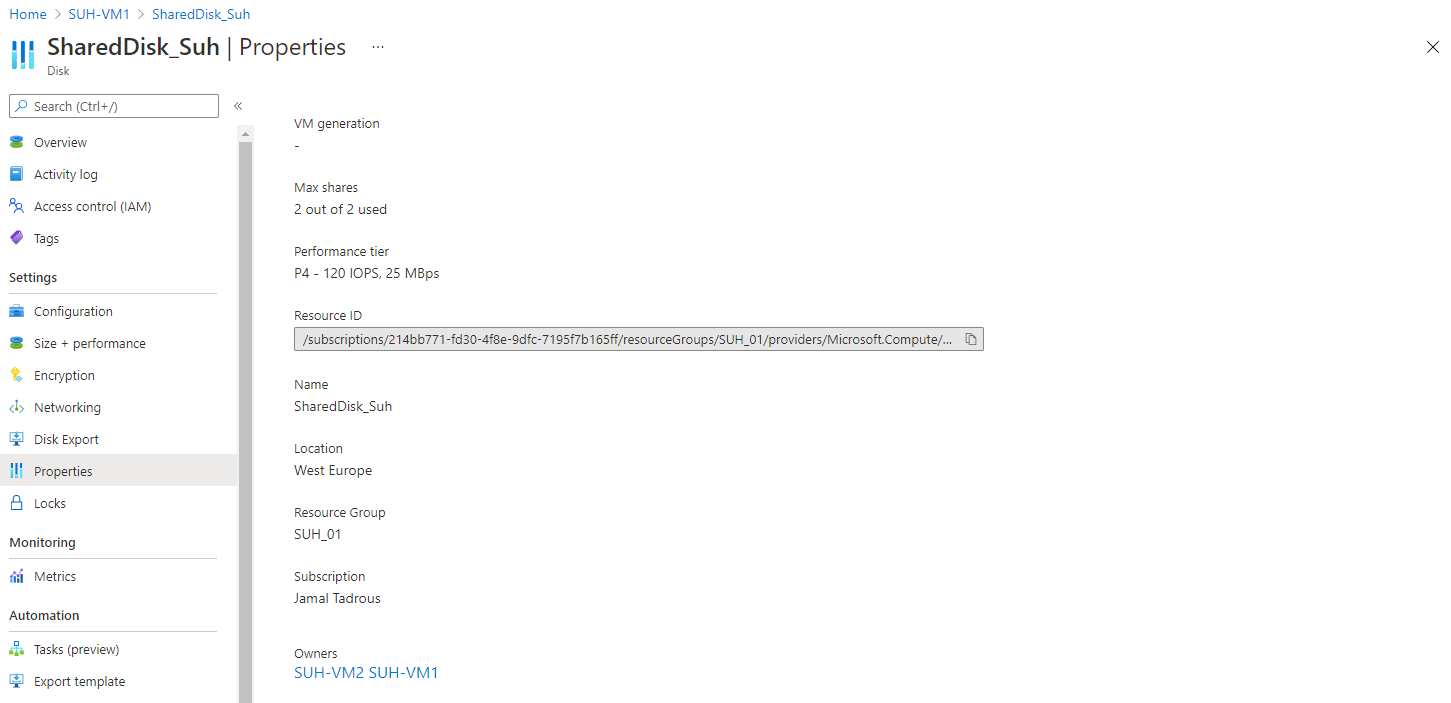 Home > SUH-VM1 > SharedDisk_Suh
SharedDisk_Suh | Properties ...
Disk
Search (Ctrl+/)
«
Overview
Activity log
Access control (IAM)
Tags
Settings
Configuration
Size + performance
Encryption
Networking
Disk Export
Properties
Locks
Monitoring
Metrics
Automation
Tasks (preview)
Export template
VM generation
-
Max shares
2 out of 2 used
Performance tier
P4 - 120 IOPS, 25 MBps
Resource ID
/subscriptions/214bb771-fd30-4f8e-9dfc-7195f7b165ff/resourceGroups/SUH_01/providers/Microsoft.Compute/...
Name
SharedDisk_Suh
Location
West Europe
Resource Group
SUH_01
Subscription
Jamal Tadrous
Owners
SUH-VM2 SUH-VM1